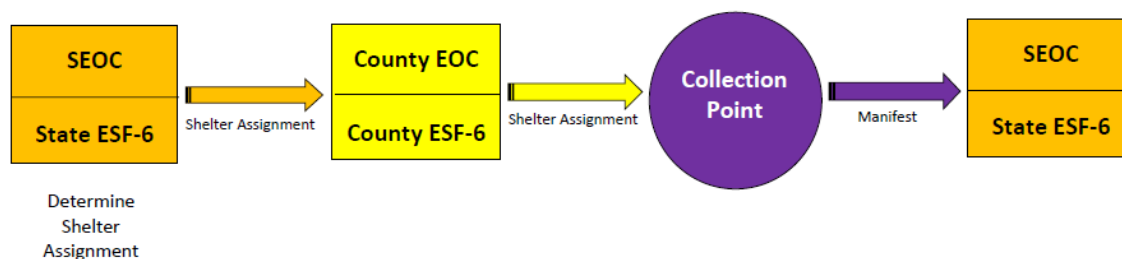 SEOC
State ESF-6
Shelter Assignment
County EOC
County ESF-6
Shelter Assignment
Collection
Point
Manifest
SEOC
State ESF-6
Determine
Shelter
Assignment